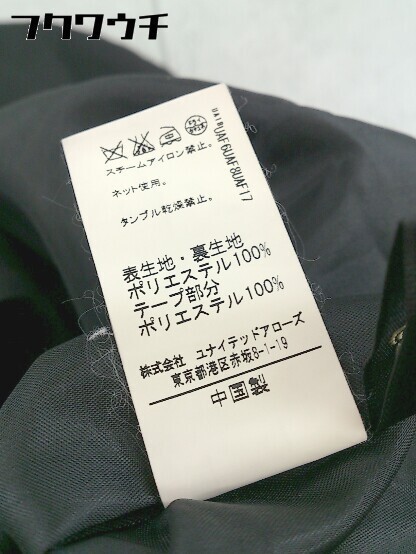 フクワウチ
UAFGUAF8UAF17
スチームアイロン禁止。
ネット使用。
タンブル乾燥禁止。
表生地・裏生地
ポリエステル100%
テープ部分
ポリエステル100%
株式会社 ユナイテッドアローズ
東京都港区赤坂8-1-19
中国製